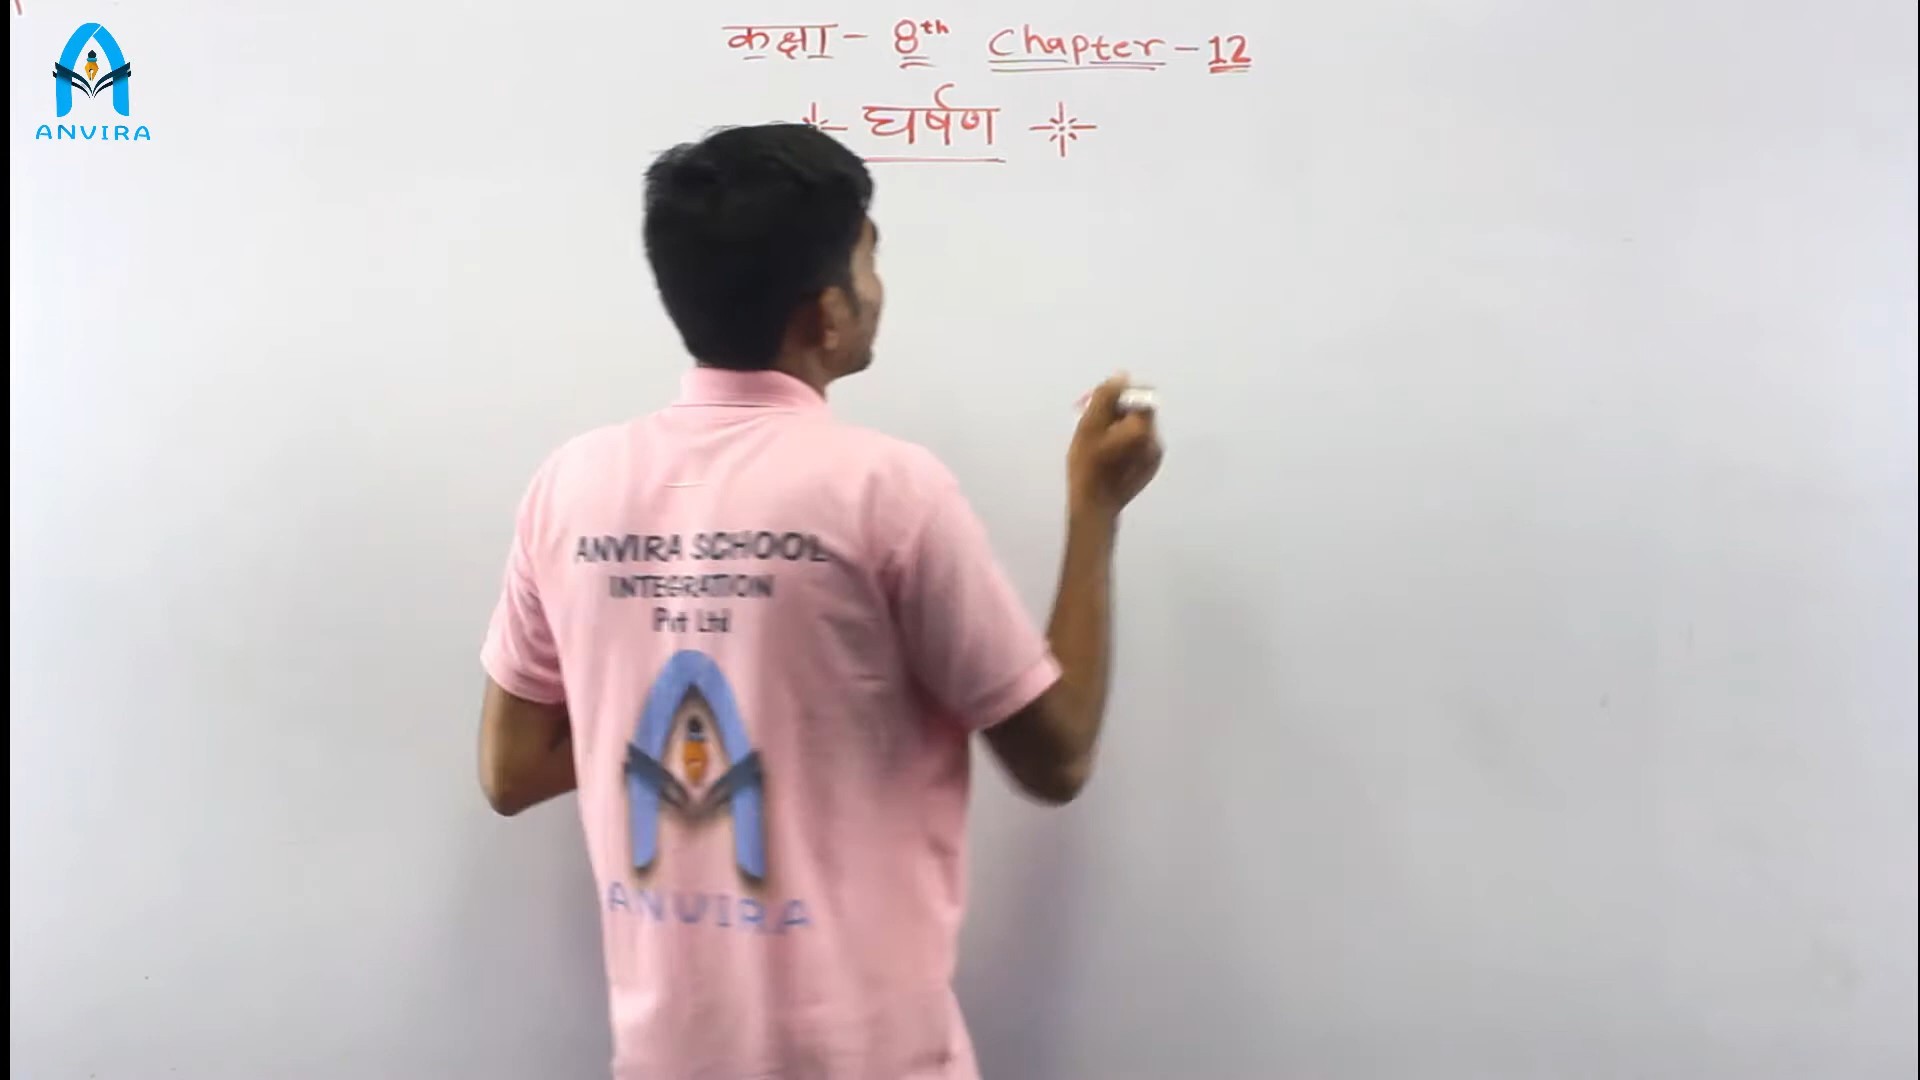 कक्षा - 8th Chapter - 12
घर्षण
ANVIRA
ANVIRA SCHOOL
INTEGRATION
Pvt Ltd
ANVIRA